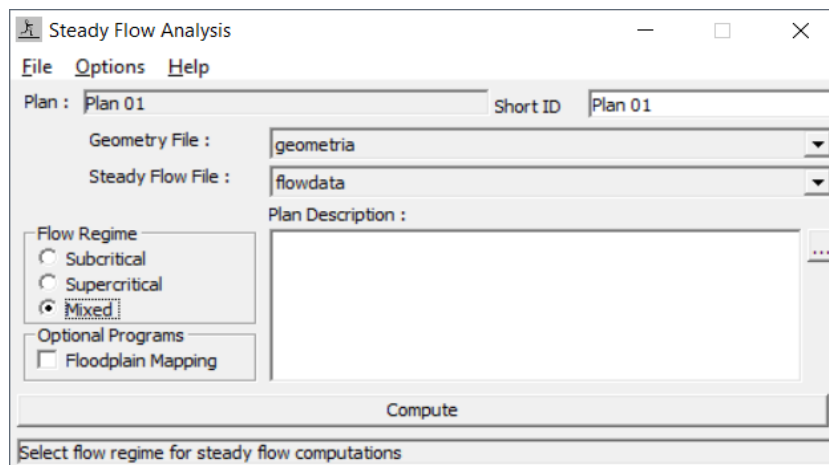 Steady Flow Analysis
File Options Help
Plan : Plan 01 Short ID Plan 01
Geometry File : geometria
Steady Flow File : flowdata
Plan Description :
Flow Regime
Subcritical
Supercritical
Mixed
...
Optional Programs
Floodplain Mapping
Compute
Select flow regime for steady flow computations